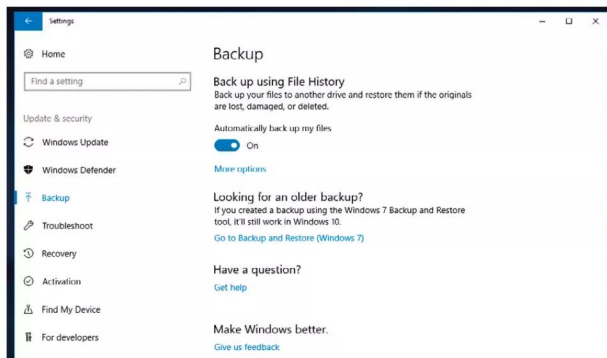 Settings
Home
Find a setting
Update & security
Windows Update
Windows Defender
Backup
Troubleshoot
Recovery
Activation
Find My Device
For developers
Backup
Back up using File History
Back up your files to another drive and restore them if the originals
are lost, damaged, or deleted.
Automatically back up my files
On
More options
Looking for an older backup?
If you created a backup using the Windows 7 Backup and Restore
tool, it'll still work in Windows 10.
Go to Backup and Restore (Windows 7)
Have a question?
Get help
Make Windows better.
Give us feedback